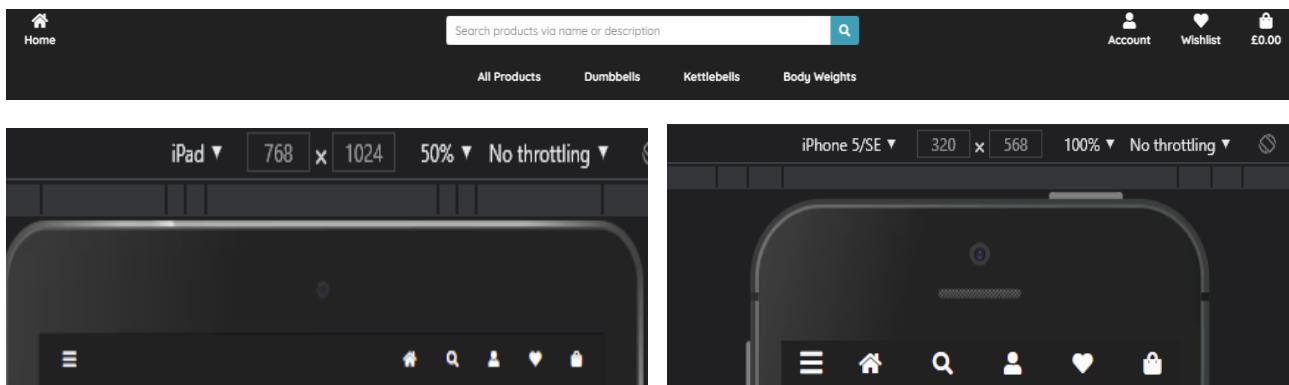 Home
Search products via name or description
Account Wishlist £0.00
All Products Dumbbells Kettlebells Body Weights
iPad ▼ 768 x 1024 50% ▼ No throttling ▼
iPhone 5/SE ▼ 320 x 568 100% ▼ No throttling ▼